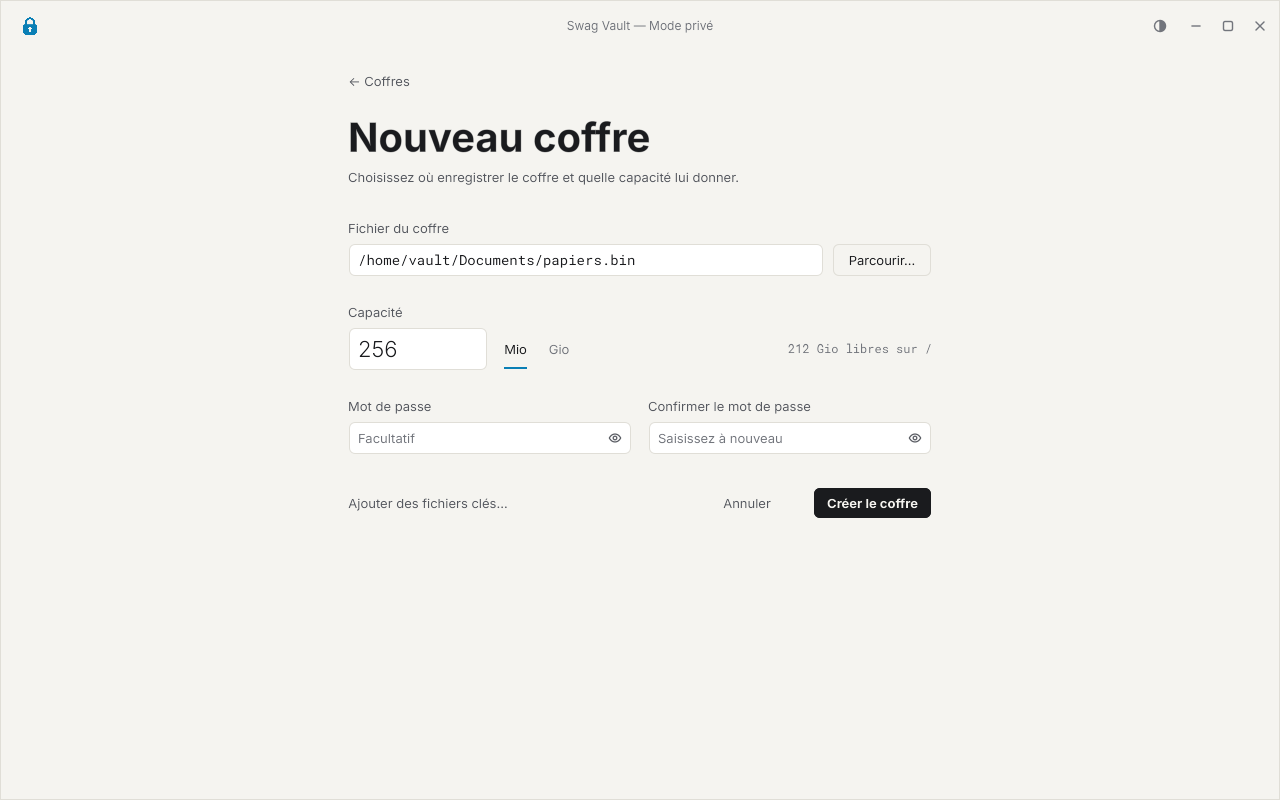 Swag Vault — Mode privé
← Coffres
Nouveau coffre
Choisissez où enregistrer le coffre et quelle capacité lui donner.
Fichier du coffre
/home/vault/Documents/papiers.bin
Parcourir...
Capacité
256
Mio
Gio
212 Gio libres sur /
Mot de passe
Confirmer le mot de passe
Facultatif
Saisissez à nouveau
Ajouter des fichiers clés...
Annuler
Créer le coffre